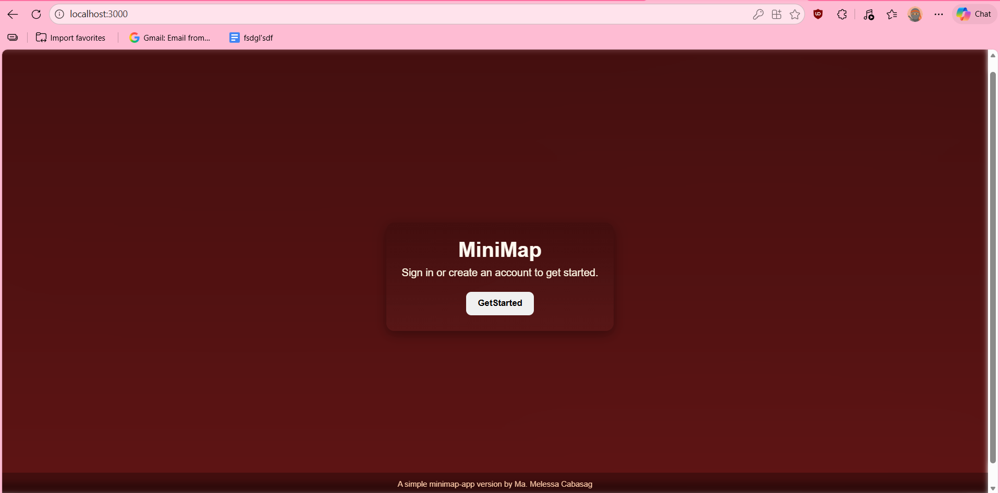 localhost:3000
Chat
Import favorites
Gmail: Email from...
fsdgl'sdf
MiniMap
Sign in or create an account to get started.
GetStarted
A simple minimap-app version by Ma. Melessa Cabasag